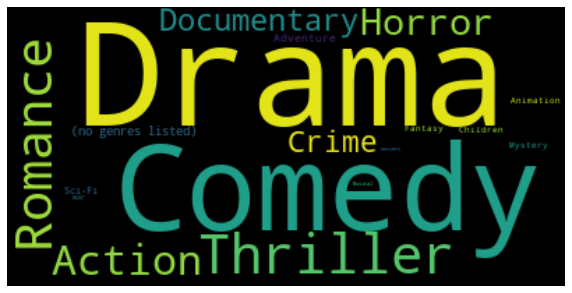 Documentary
Horror
Drama
Adventure
Romance
Animation
(no genres listed)
Crime
Fantasy
Children
Comedy
Mystery
Sci-Fi
War
Musical
Action
Thriller